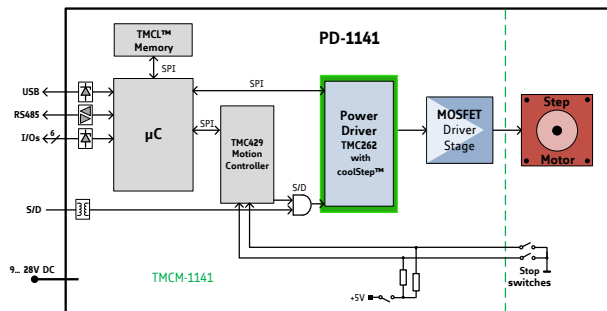 PD-1141
TMCL™
Memory
SPI
USB
RS485
I/Os
6
µC
SPI
SPI
TMC429
Motion
Controller
Power
Driver
TMC262
with
coolStep™
MOSFET
Driver
Stage
Step
Motor
S/D
S/D
9... 28V DC
TMCM-1141
+5V
Stop
switches